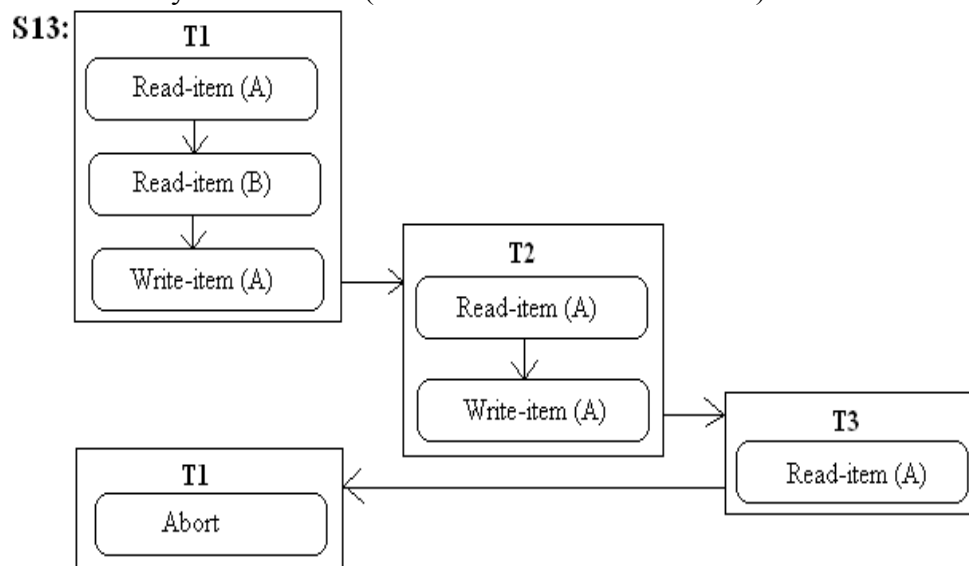 S13:
T1
Read-item (A)
Read-item (B)
Write-item (A)
T2
Read-item (A)
Write-item (A)
T3
Read-item (A)
T1
Abort